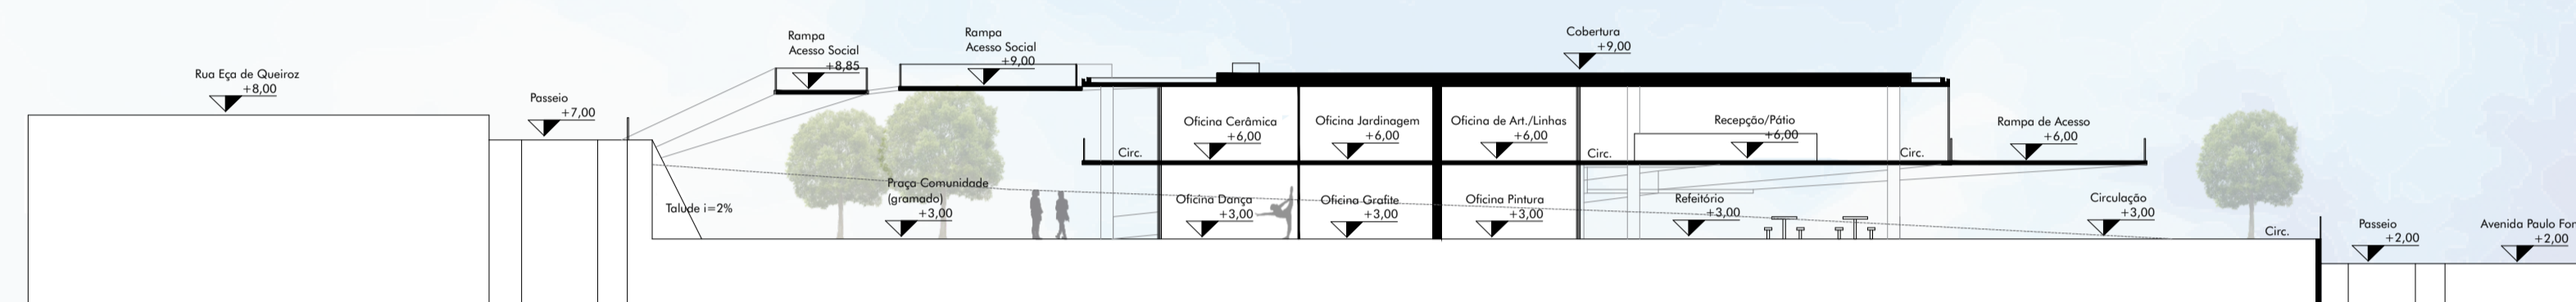 Rua Eça de Queiroz
+8,00
Passeio
+7,00
Rampa
Acesso Social
+8,85
Rampa
Acesso Social
+9,00
Cobertura
+9,00
Oficina Cerâmica
+6,00
Oficina Jardinagem
+6,00
Oficina de Art./Linhas
+6,00
Recepção/Pátio
+6,00
Rampa de Acesso
+6,00
Circ.
Circ.
Circ.
Talude i=2%
Praça Comunidade
(gramado)
+3,00
Oficina Dança
+3,00
Oficina Grafite
+3,00
Oficina Pintura
+3,00
Refeitório
+3,00
Circulação
+3,00
Circ.
Passeio
+2,00
Avenida Paulo For
+2,00